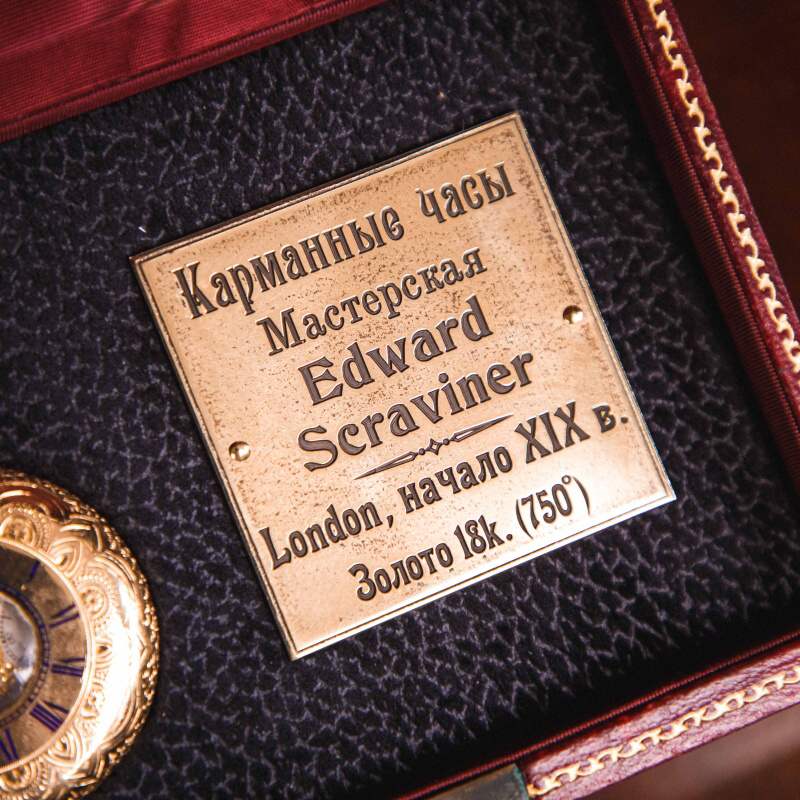 Карманные часы
Мастерская
Edward
Scraviner
London, начало XIX в.
Золото 18k. (750°)